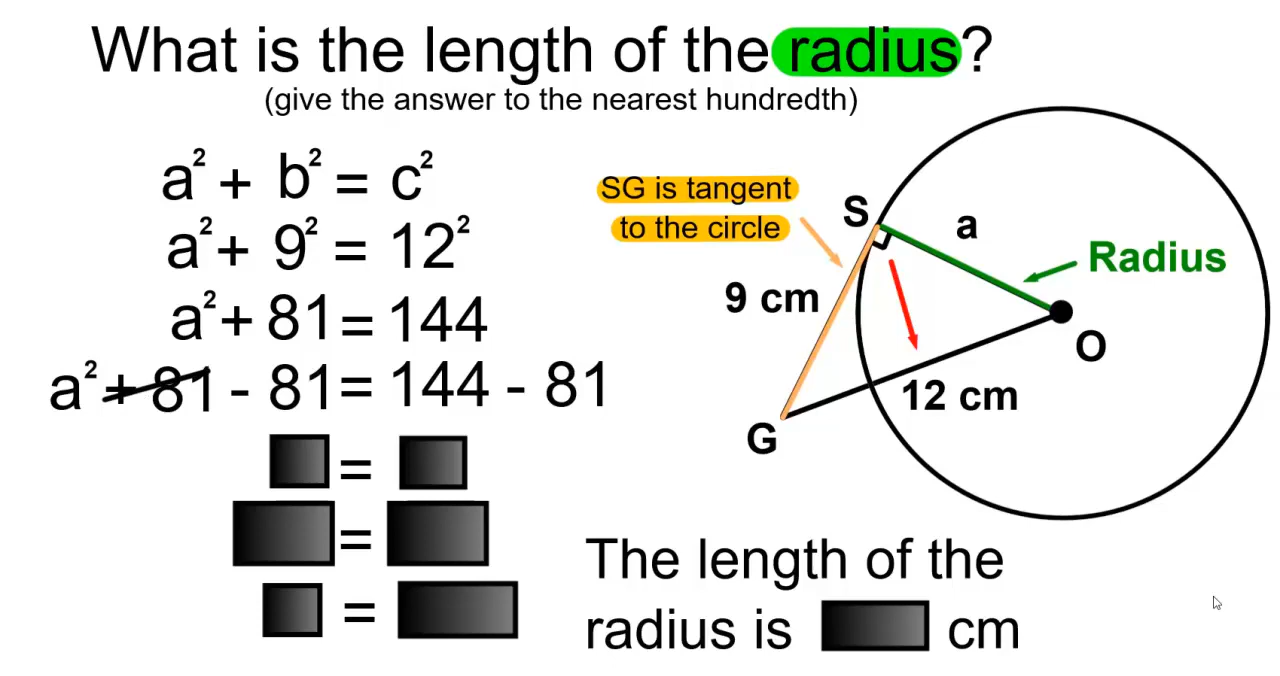 What is the length of the radius?
(give the answer to the nearest hundredth)
a² + b² = c²
a² + 9² = 12²
a² + 81 = 144
a² + 81 - 81 = 144 - 81
=
=
=
SG is tangent
to the circle
S
a
Radius
9 cm
O
12 cm
G
The length of the
radius is cm